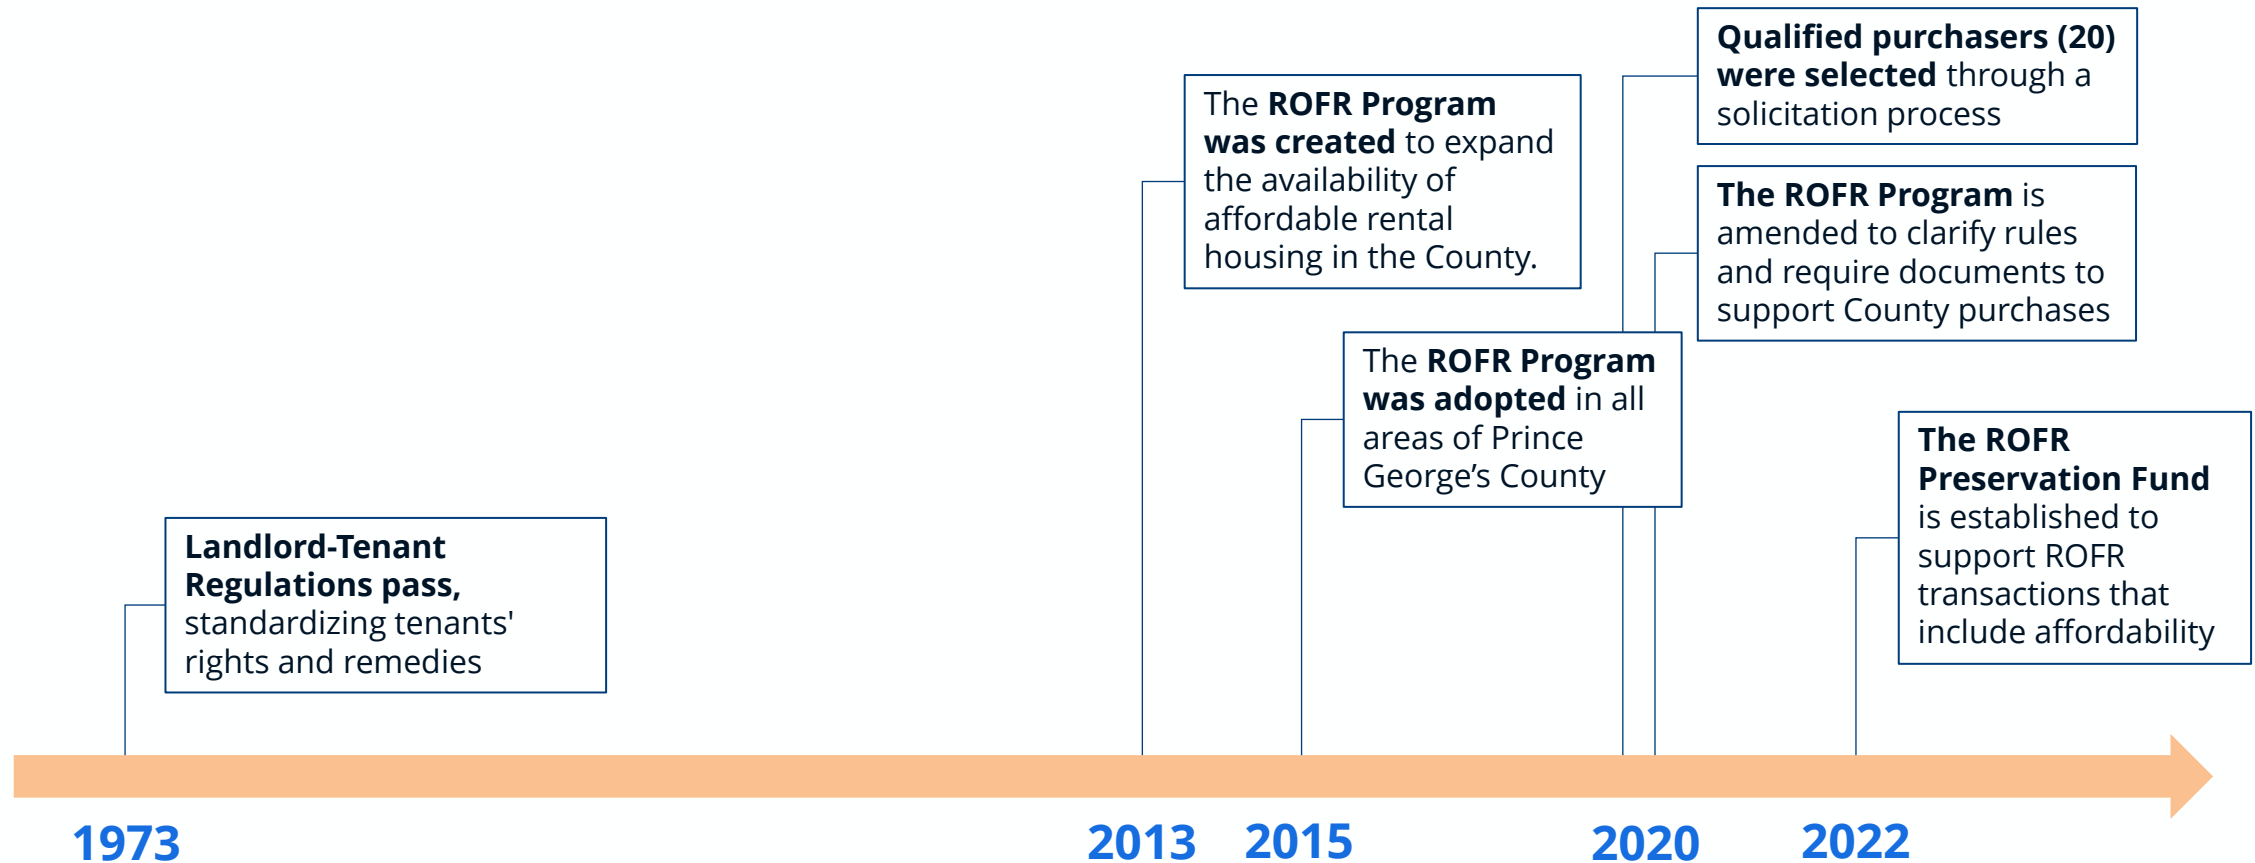 Qualified purchasers (20)
were selected through a
solicitation process
The ROFR Program
was created to expand
the availability of
affordable rental
housing in the County.
The ROFR Program is
amended to clarify rules
and require documents to
support County purchases
The ROFR Program
was adopted in all
areas of Prince
George’s County
The ROFR
Preservation Fund
is established to
support ROFR
transactions that
include affordability
Landlord-Tenant
Regulations pass,
standardizing tenants'
rights and remedies
1973
2013
2015
2020
2022